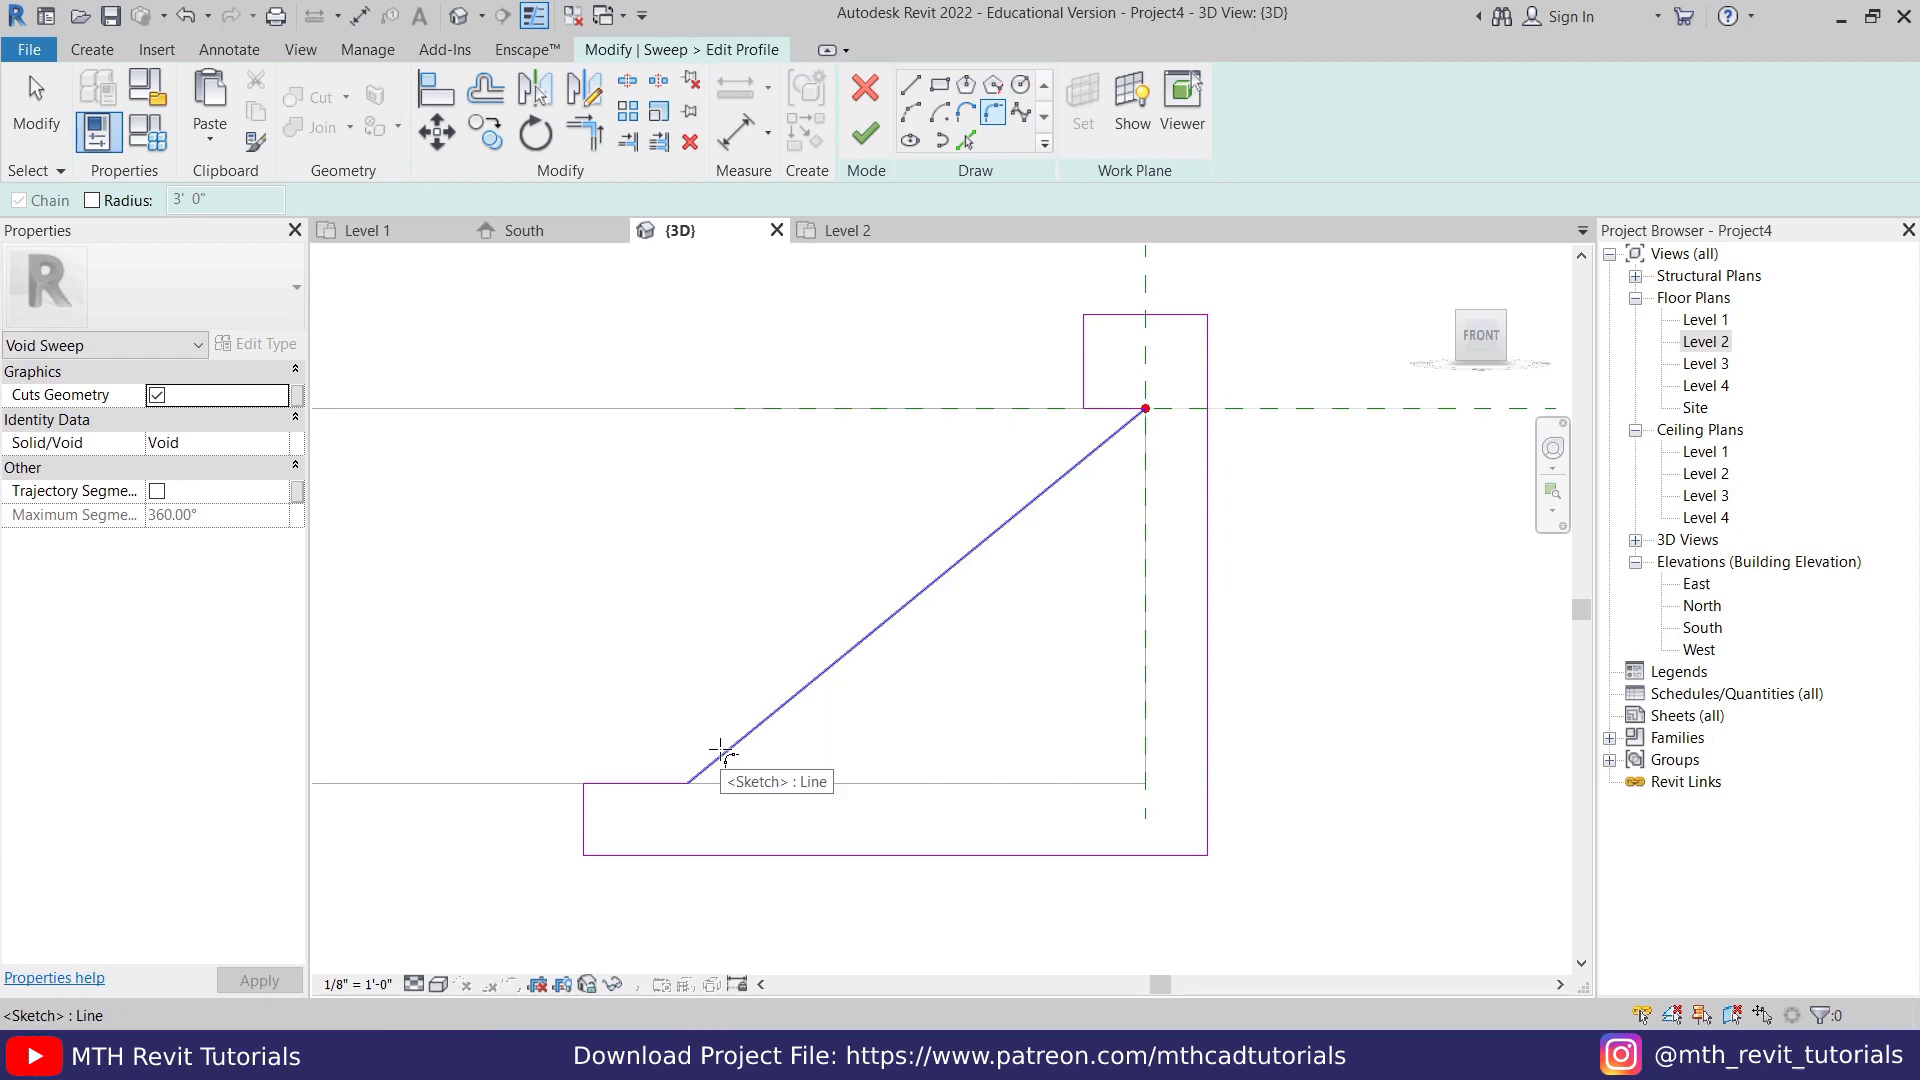 Autodesk Revit 2022 - Educational Version - Project4 - 3D View: {3D}
Sign In
File
Create
Insert
Annotate
View
Manage
Add-Ins
Enscape™
Modify | Sweep > Edit Profile
Modify
Paste
Cut
Join
Set
Show
Viewer
Select
Properties
Clipboard
Geometry
Modify
Measure
Create
Mode
Draw
Work Plane
Chain
Radius:
3' 0"
Properties
Level 1
South
{3D}
Level 2
Project Browser - Project4
Void Sweep
Edit Type
Graphics
Cuts Geometry
Identity Data
Solid/Void
Void
Other
Trajectory Segme...
Maximum Segme...
360.00°
FRONT
<Sketch> : Line
Views (all)
Structural Plans
Floor Plans
Level 1
Level 2
Level 3
Level 4
Site
Ceiling Plans
Level 1
Level 2
Level 3
Level 4
3D Views
Elevations (Building Elevation)
East
North
South
West
Legends
Schedules/Quantities (all)
Sheets (all)
Families
Groups
Revit Links
Properties help
Apply
1/8" = 1'-0"
<Sketch> : Line
:0
MTH Revit Tutorials
Download Project File: https://www.patreon.com/mthcadtutorials
@mth_revit_tutorials